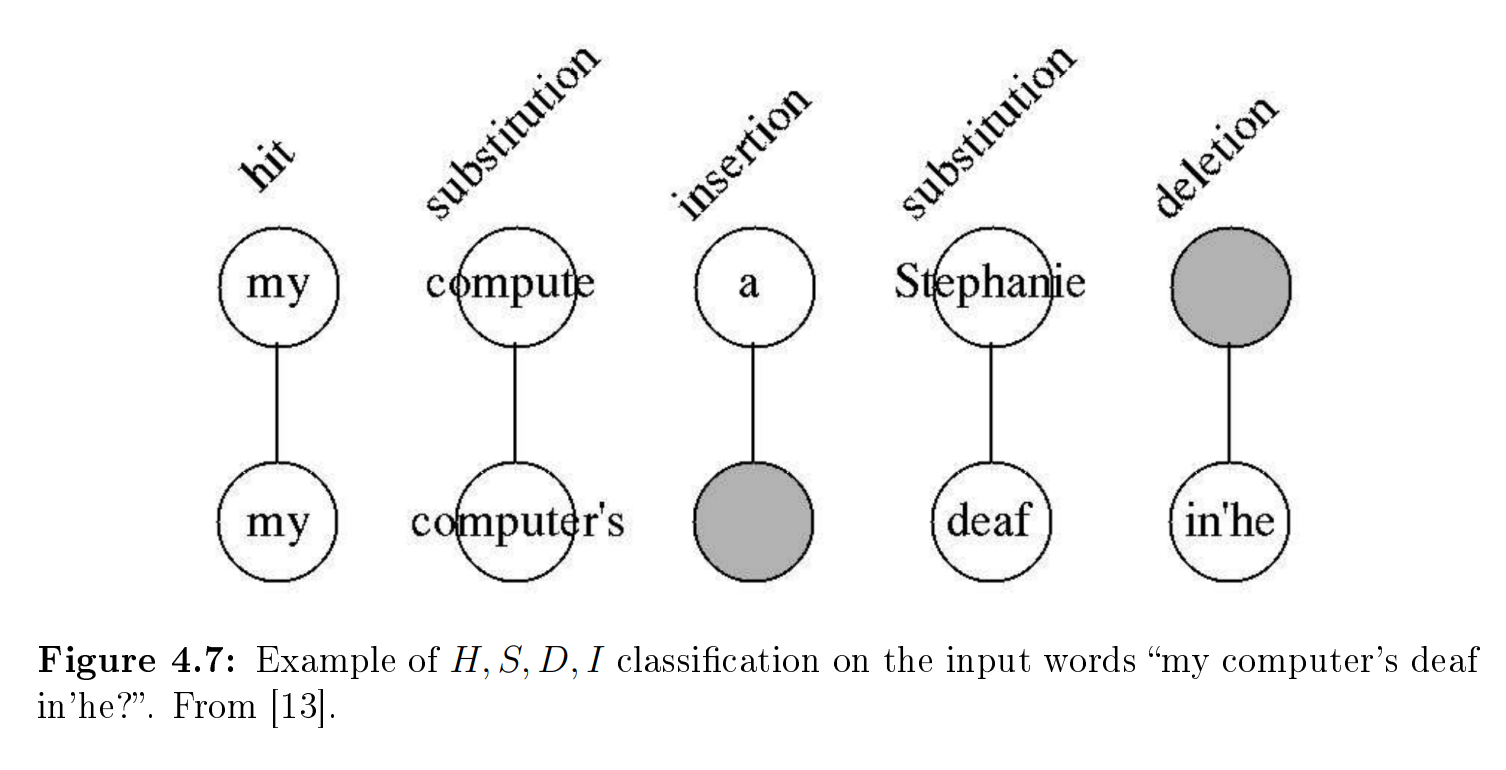 hit substitution insertion substitution deletion
my compute a Stephanie
my computer's deaf in'he
Figure 4.7: Example of H, S, D, I classification on the input words “my computer’s deaf
in’he?”. From [13].